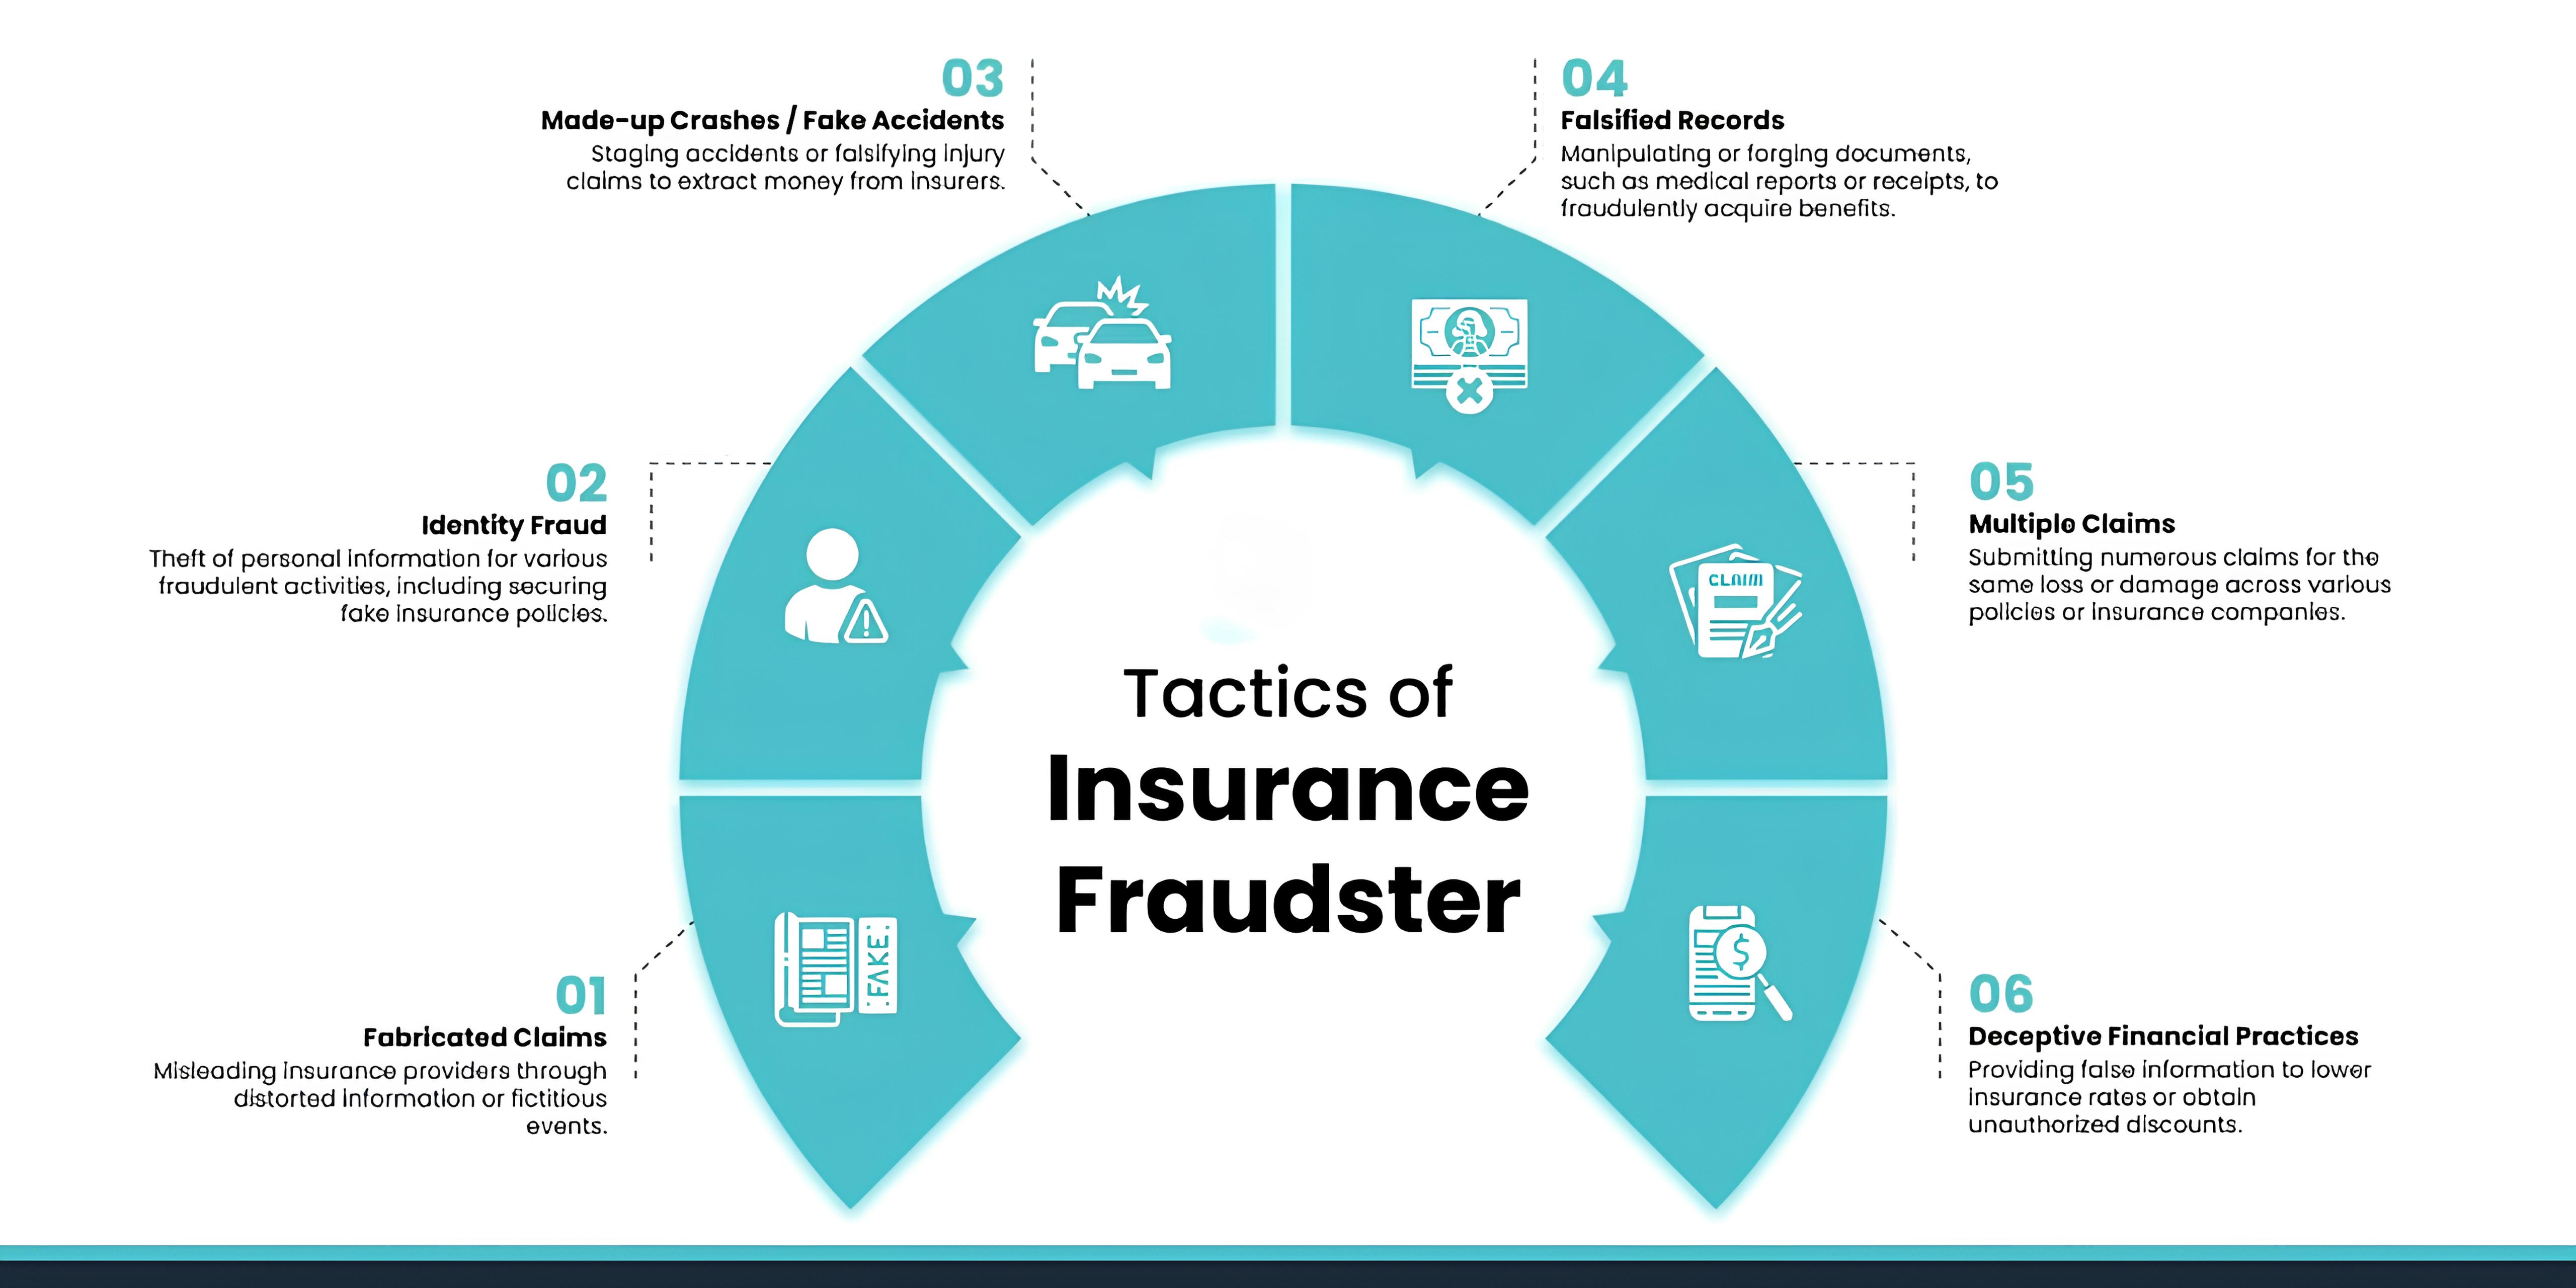 03
Made-up Crashes / Fake Accidents
Staging accidents or falsifying injury
claims to extract money from insurers.
04
Falsified Records
Manipulating or forging documents,
such as medical reports or receipts, to
fraudulently acquire benefits.
02
Identity Fraud
Theft of personal information for various
fraudulent activities, including securing
fake insurance policies.
05
Multiple Claims
Submitting numerous claims for the
same loss or damage across various
policies or insurance companies.
CLAIM
Tactics of
Insurance
Fraudster
FAKE
$
01
Fabricated Claims
Misleading insurance providers through
distorted information or fictitious
events.
06
Deceptive Financial Practices
Providing false information to lower
insurance rates or obtain
unauthorized discounts.